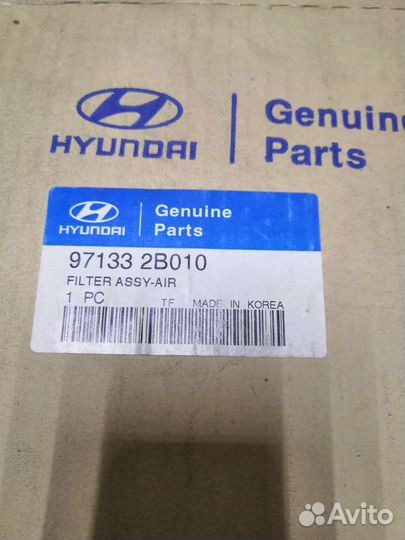 HYUNDAI
Genuine
Parts
HYUNDAI
Genuine
Parts
97133 2B010
FILTER ASSY-AIR
1 PC TF MADE IN KOREA
Avito